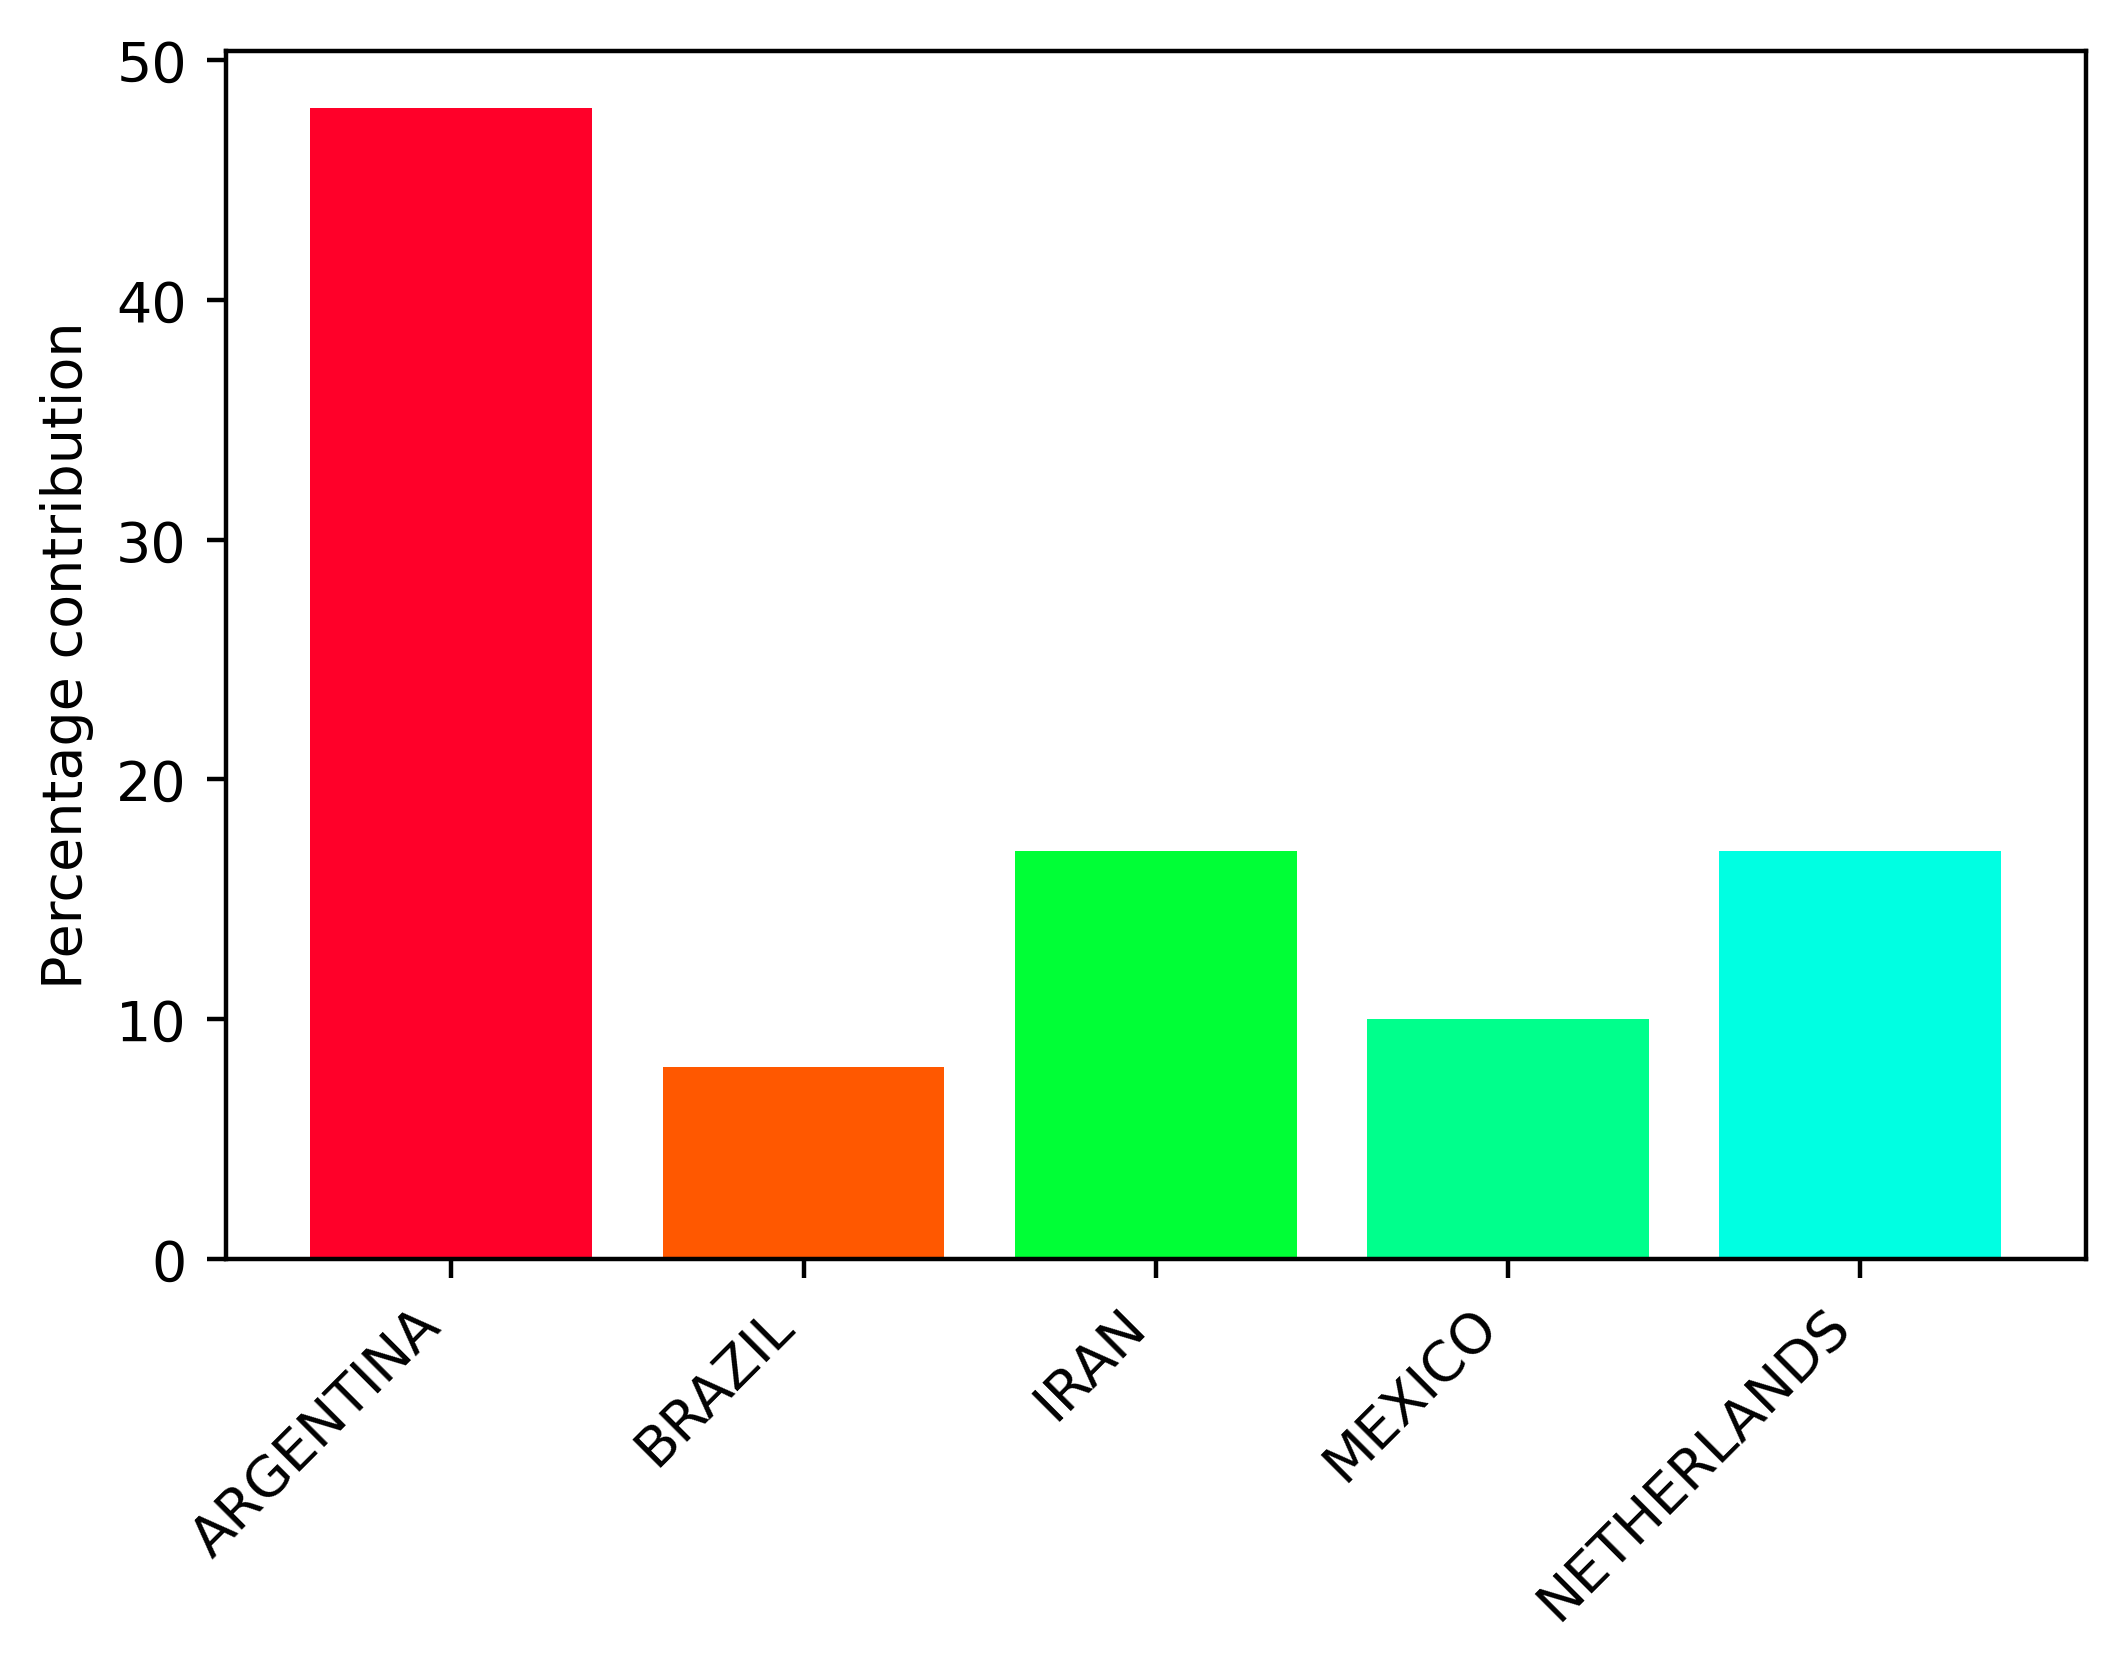 50
40
30
20
10
0
Percentage contribution
ARGENTINA
BRAZIL
IRAN
MEXICO
NETHERLANDS